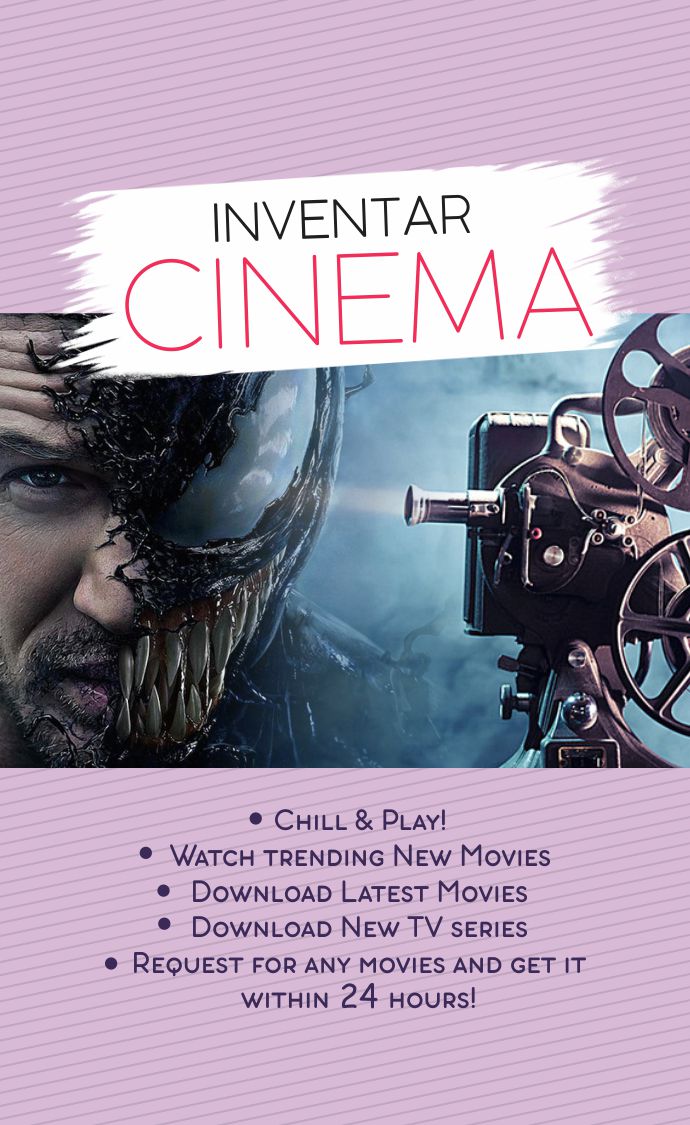 INVENTAR
CINEMA
• Chill & Play!
• Watch trending New Movies
• Download Latest Movies
• Download New TV series
• Request for any movies and get it
within 24 hours!